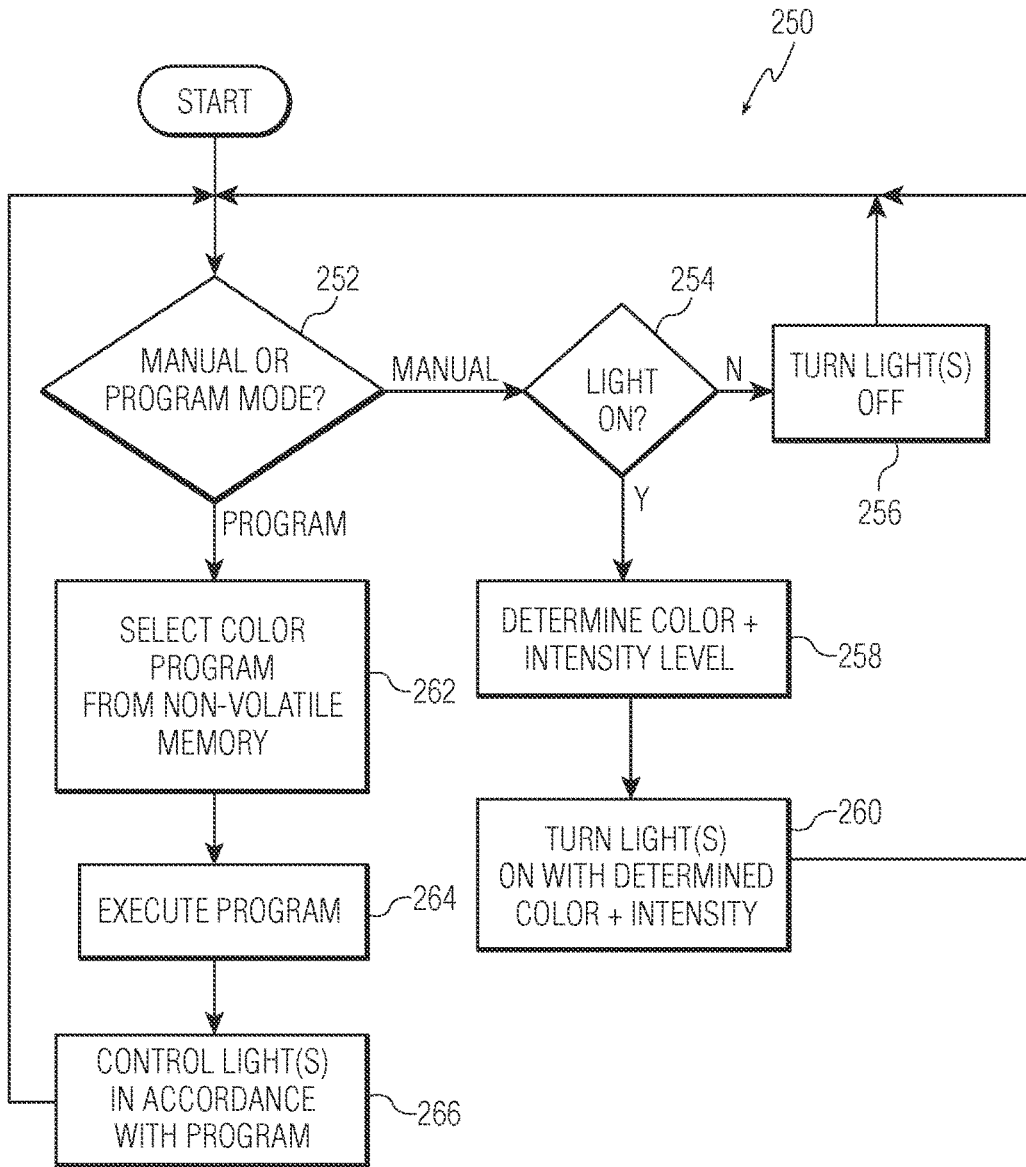 250
START
252
MANUAL OR
PROGRAM MODE?
MANUAL
254
LIGHT
ON?
N
TURN LIGHT(S)
OFF
256
Y
PROGRAM
SELECT COLOR
PROGRAM
FROM NON-VOLATILE
MEMORY
262
DETERMINE COLOR +
INTENSITY LEVEL
258
TURN LIGHT(S)
ON WITH DETERMINED
COLOR + INTENSITY
260
EXECUTE PROGRAM
264
CONTROL LIGHT(S)
IN ACCORDANCE
WITH PROGRAM
266